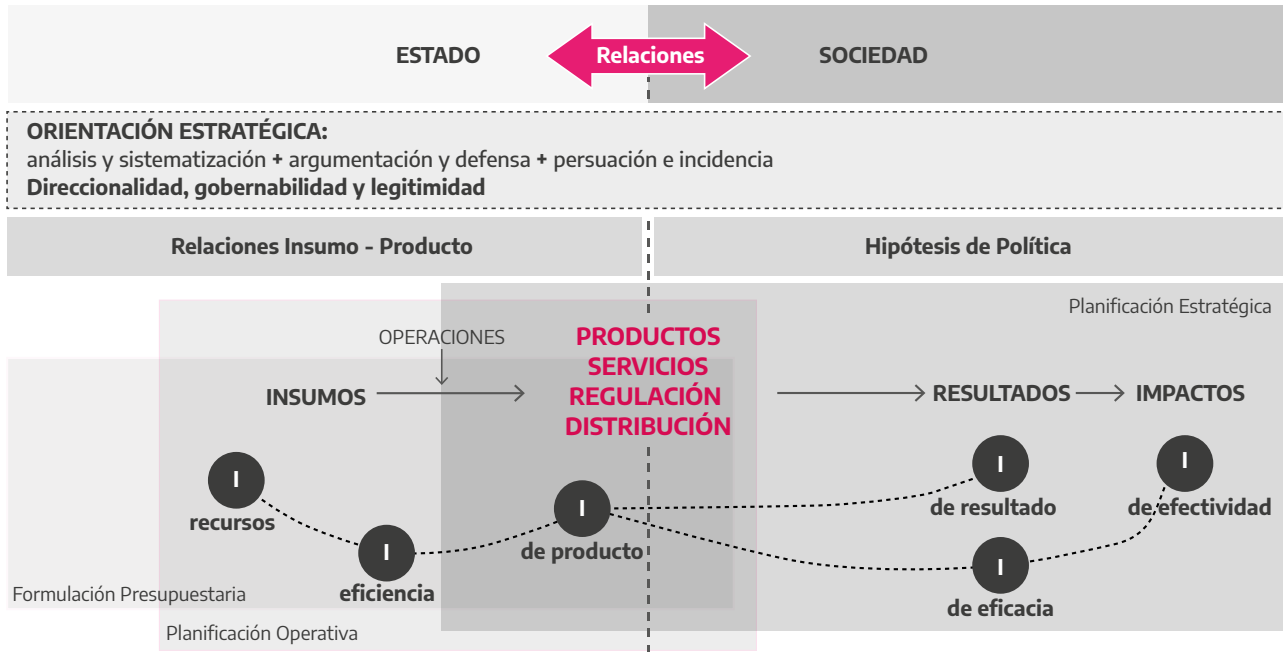 ESTADO
Relaciones
SOCIEDAD
ORIENTACIÓN ESTRATÉGICA:
análisis y sistematización + argumentación y defensa + persuación e incidencia
Direccionalidad, gobernabilidad y legitimidad
Relaciones Insumo - Producto
Hipótesis de Política
Planificación Estratégica
OPERACIONES
PRODUCTOS
SERVICIOS
REGULACIÓN
DISTRIBUCIÓN
INSUMOS
RESULTADOS
IMPACTOS
I
recursos
I
eficiencia
I
de producto
I
de resultado
I
de efectividad
I
de eficacia
Formulación Presupuestaria
Planificación Operativa